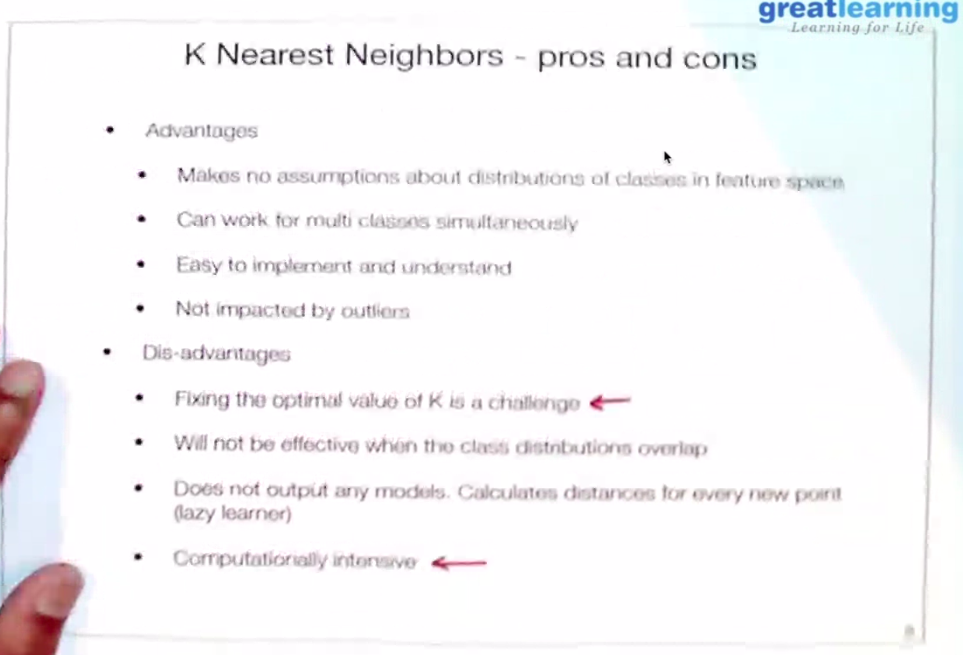 greatlearning
Learning for Life
K Nearest Neighbors - pros and cons
• Advantages
• Makes no assumptions about distributions of classes in feature space
• Can work for multi classes simultaneously
• Easy to implement and understand
• Not impacted by outliers
• Dis-advantages
• Fixing the optimal value of K is a challenge
• Will not be effective when the class distributions overlap
• Does not output any models. Calculates distances for every new point
(lazy learner)
• Computationally intensive